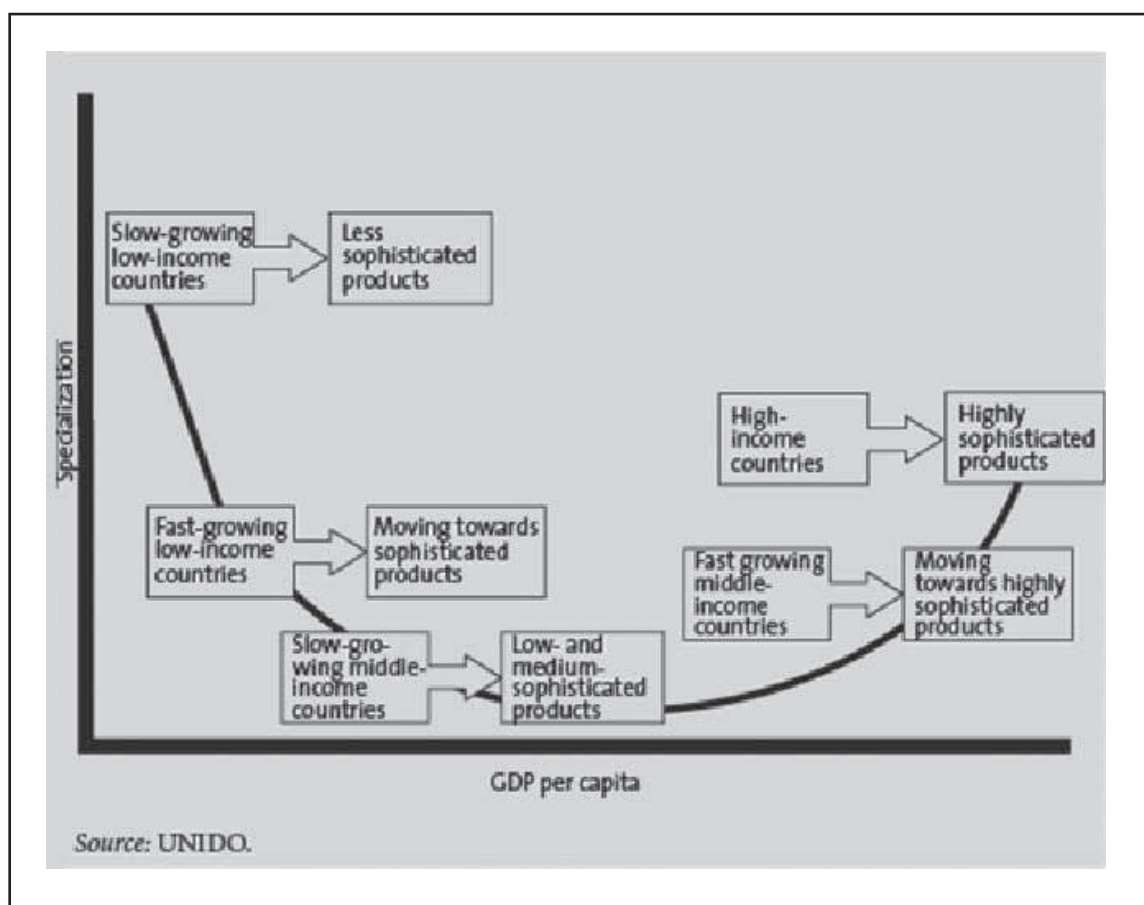 Slow-growing
low-income
countries
Less
sophisticated
products
Specialization
High-
income
countries
Highly
sophisticated
products
Fast-growing
low-income
countries
Moving towards
sophisticated
products
Fast growing
middle-
income
countries
Moving
towards highly
sophisticated
products
Slow-gro-
wing middle-
income
countries
Low- and
medium-
sophisticated
products
GDP per capita
Source: UNIDO.